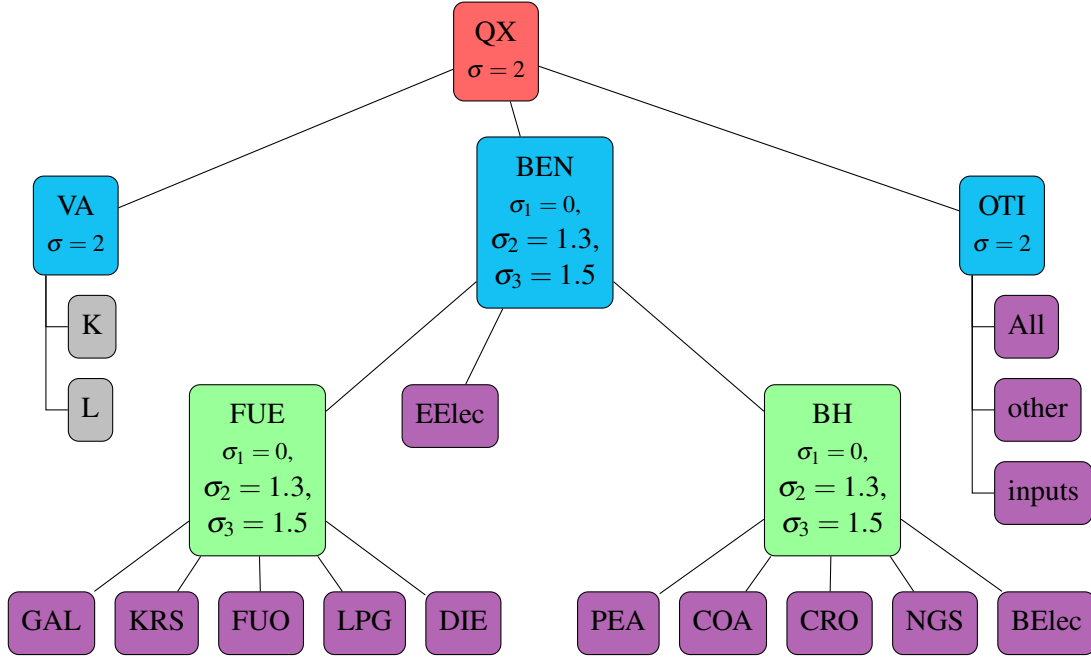 QX
σ = 2
BEN
σ₁ = 0,
σ₂ = 1.3,
σ₃ = 1.5
VA
σ = 2
OTI
σ = 2
K
L
All
other
inputs
FUE
σ₁ = 0,
σ₂ = 1.3,
σ₃ = 1.5
EElec
BH
σ₁ = 0,
σ₂ = 1.3,
σ₃ = 1.5
GAL KRS FUO LPG DIE PEA COA CRO NGS BElec